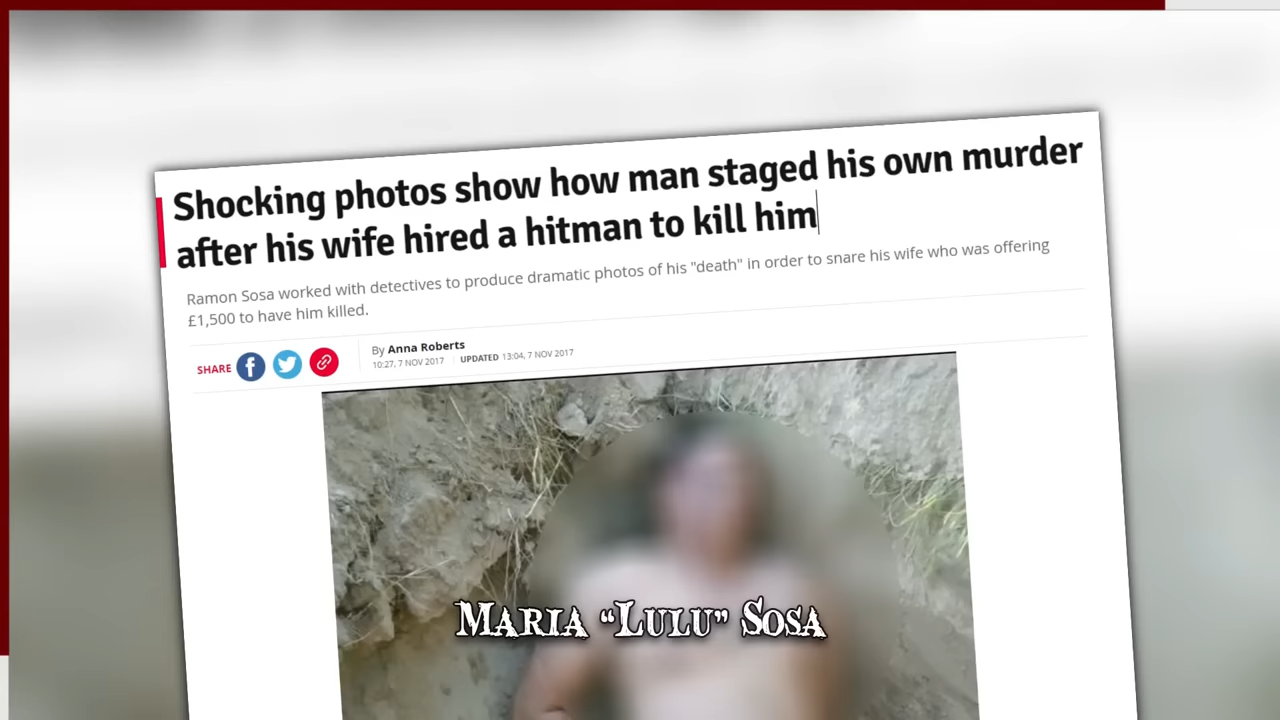 Shocking photos show how man staged his own murder
after his wife hired a hitman to kill him
Ramon Sosa worked with detectives to produce dramatic photos of his "death" in order to snare his wife who was offering
£1,500 to have him killed.
SHARE
By Anna Roberts
10:27, 7 NOV 2017 | UPDATED 13:04, 7 NOV 2017
MARIA “LULU” SOSA